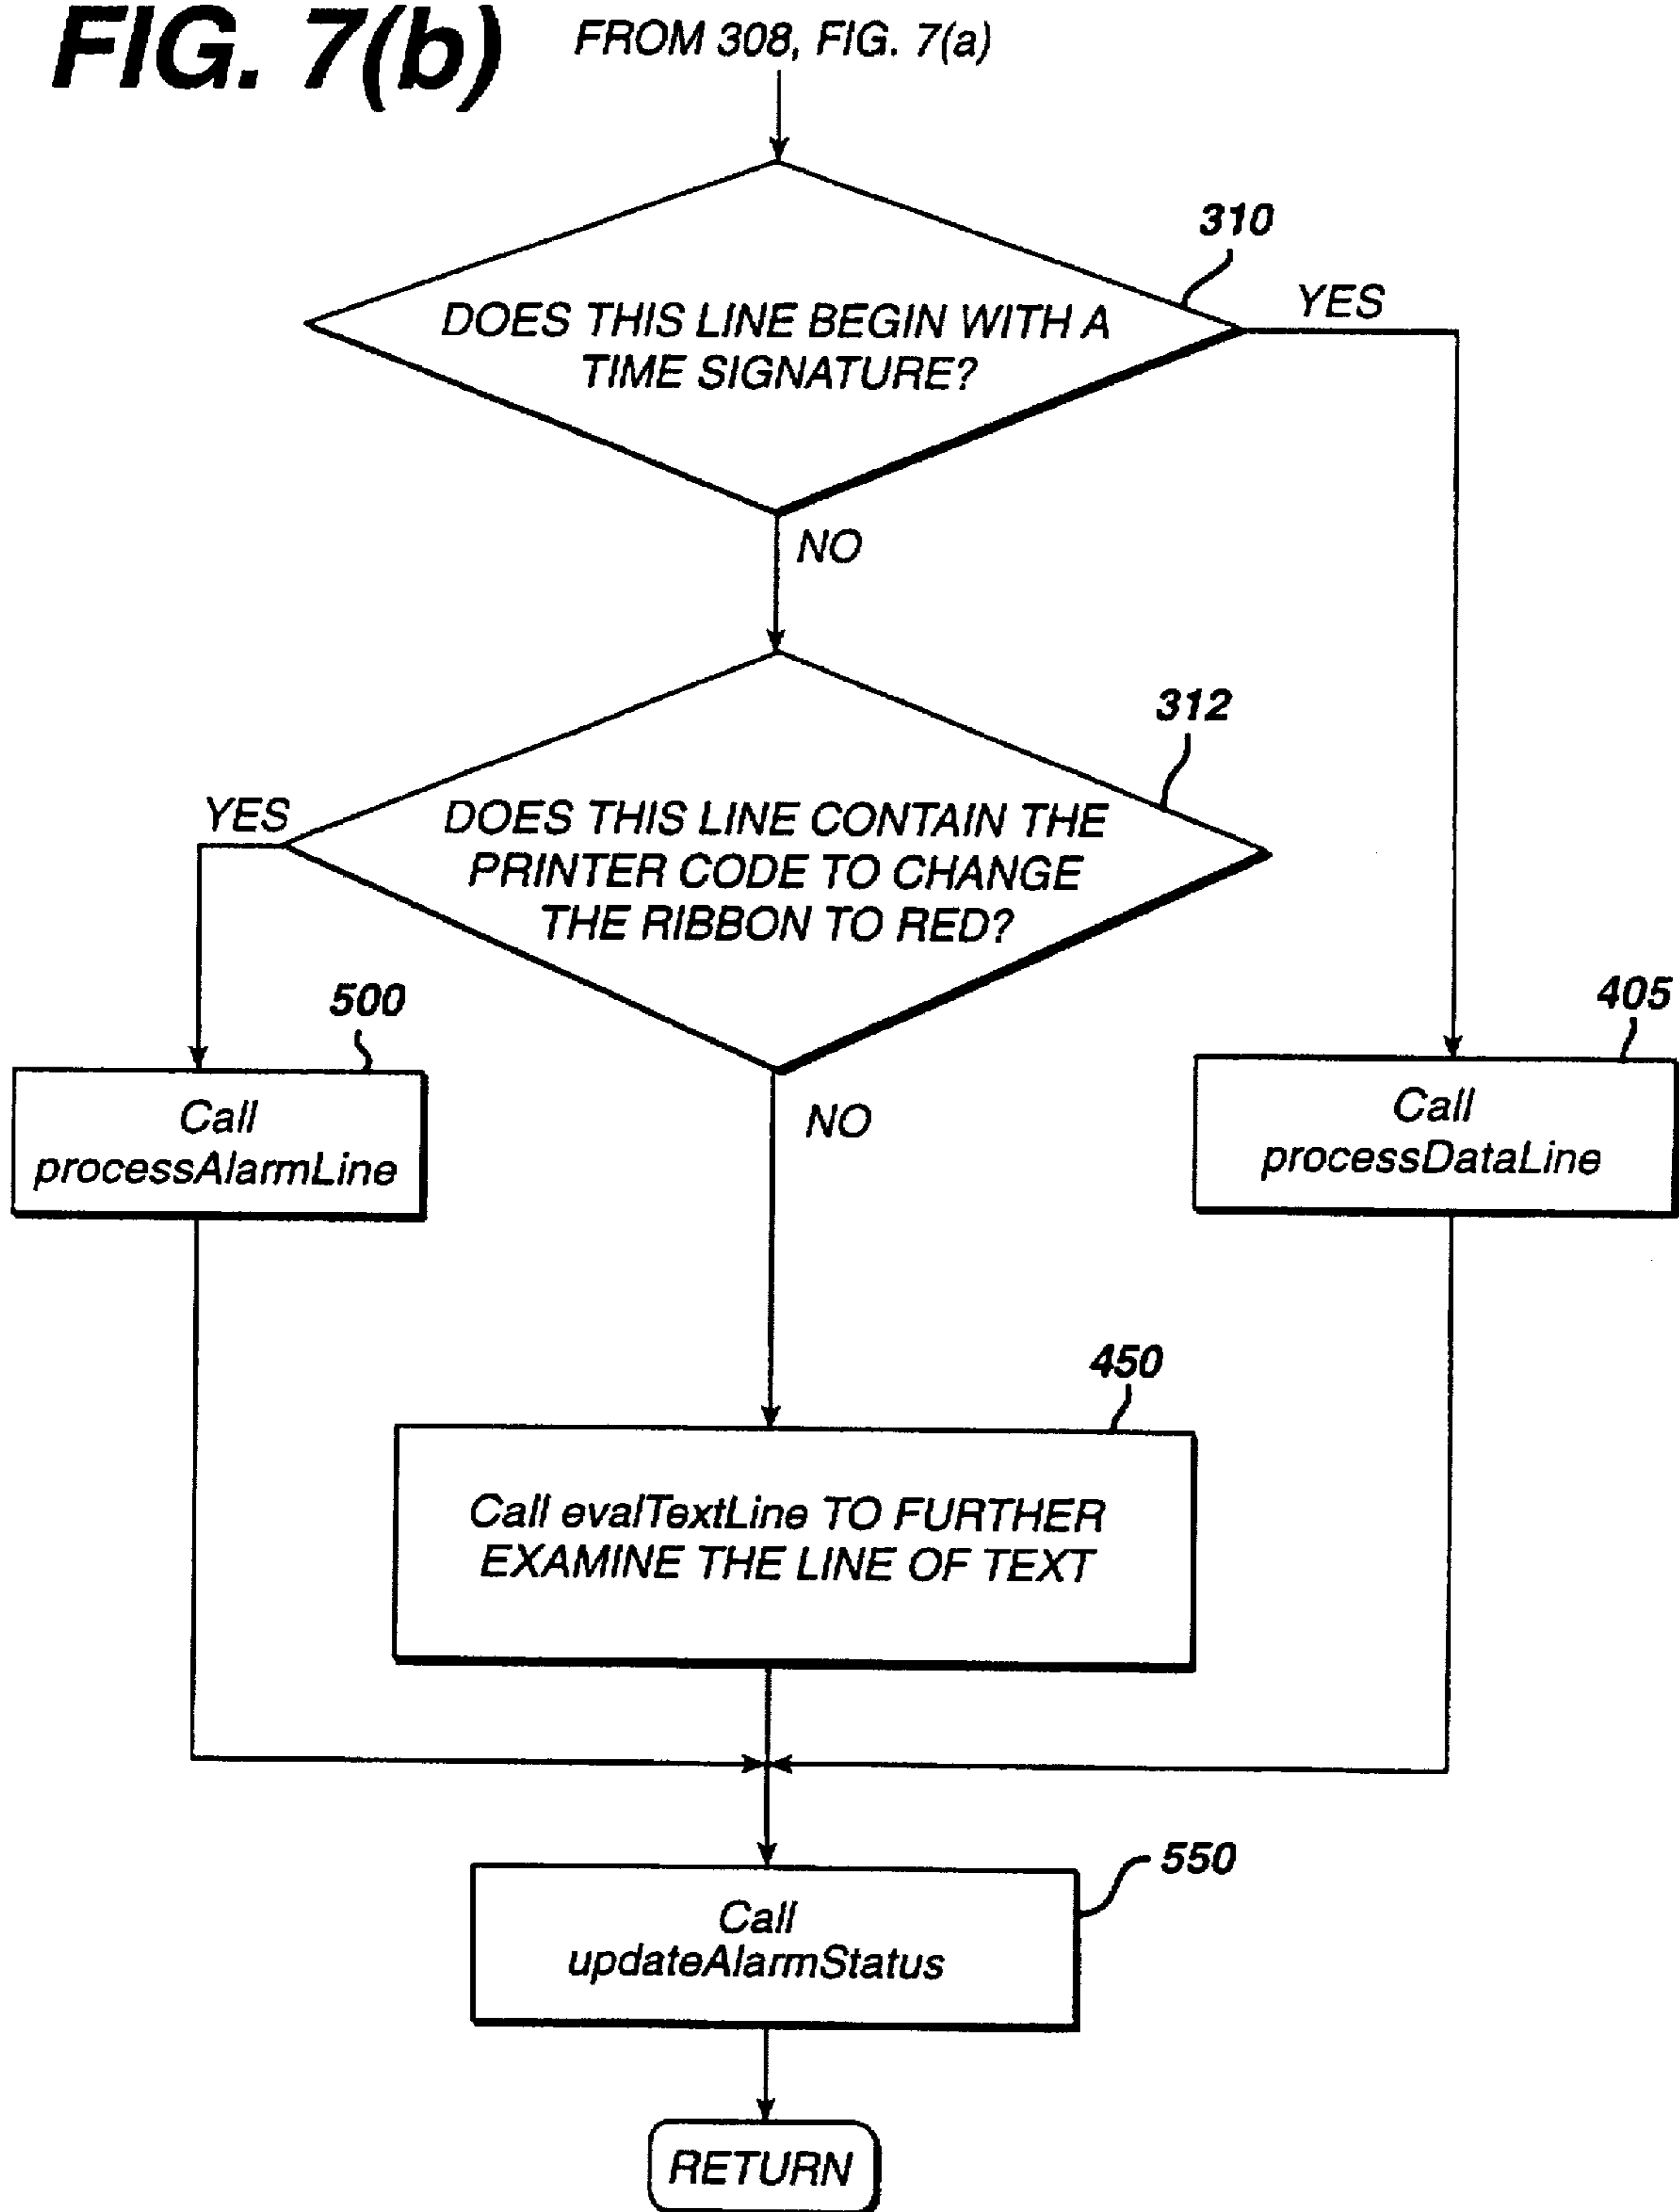 FIG. 7(b)
FROM 308, FIG. 7(a)
310
DOES THIS LINE BEGIN WITH A
TIME SIGNATURE?
YES
NO
312
DOES THIS LINE CONTAIN THE
PRINTER CODE TO CHANGE
THE RIBBON TO RED?
YES
NO
500
Call
processAlarmLine
405
Call
processDataLine
450
Call evalTextLine TO FURTHER
EXAMINE THE LINE OF TEXT
550
Call
updateAlarmStatus
RETURN